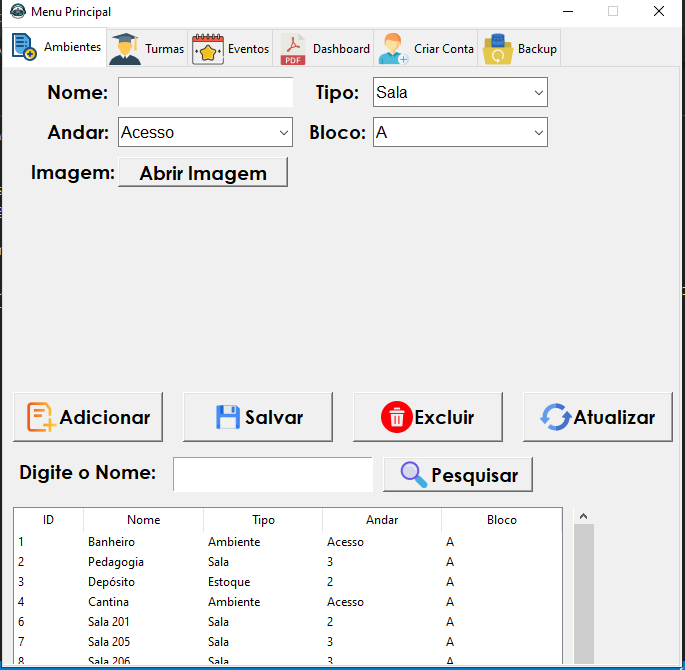 Menu Principal
Ambientes Turmas Eventos PDF Dashboard Criar Conta Backup
Nome: Tipo: Sala
Andar: Acesso Bloco: A
Imagem: Abrir Imagem
Adicionar Salvar Excluir Atualizar
Digite o Nome: Pesquisar
ID Nome Tipo Andar Bloco
1 Banheiro Ambiente Acesso A
2 Pedagogia Sala 3 A
3 Depósito Estoque 2 A
4 Cantina Ambiente Acesso A
6 Sala 201 Sala 2 A
7 Sala 205 Sala 3 A
8 Sala 206 Sala 3 A